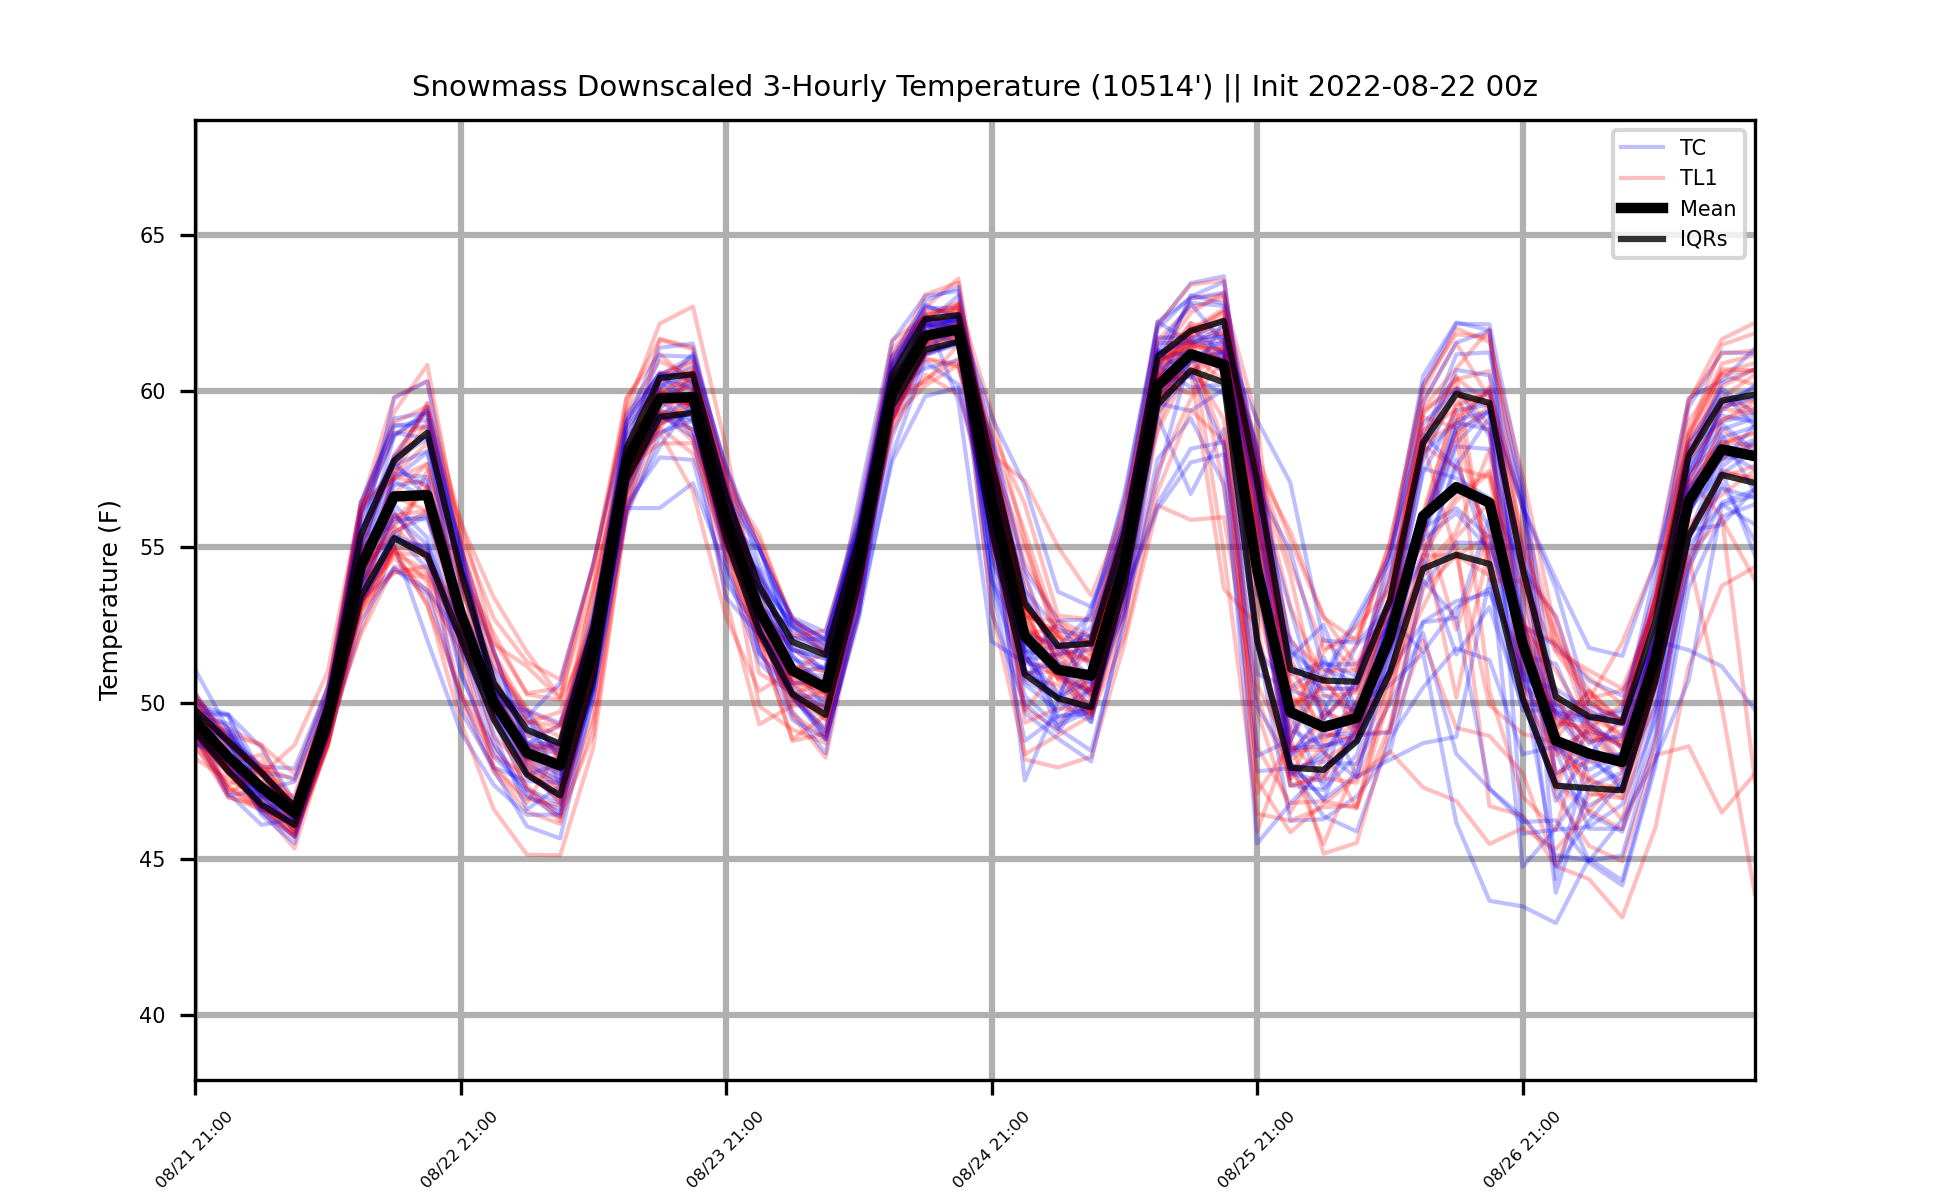 Snowmass Downscaled 3-Hourly Temperature (10514') || Init 2022-08-22 00z
TC
TL1
Mean
IQRs
Temperature (F)
65
60
55
50
45
40
08/21 21:00
08/22 21:00
08/23 21:00
08/24 21:00
08/25 21:00
08/26 21:00